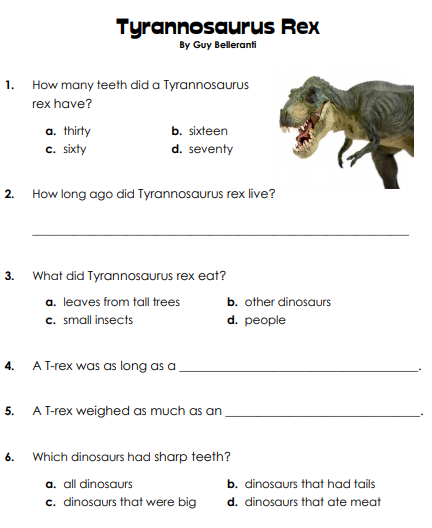 Tyrannosaurus Rex
By Guy Belleranti
1. How many teeth did a Tyrannosaurus
rex have?
a. thirty b. sixteen
c. sixty d. seventy
2. How long ago did Tyrannosaurus rex live?
3. What did Tyrannosaurus rex eat?
a. leaves from tall trees b. other dinosaurs
c. small insects d. people
4. A T-rex was as long as a ______________________________________.
5. A T-rex weighed as much as an ______________________________.
6. Which dinosaurs had sharp teeth?
a. all dinosaurs b. dinosaurs that had tails
c. dinosaurs that were big d. dinosaurs that ate meat